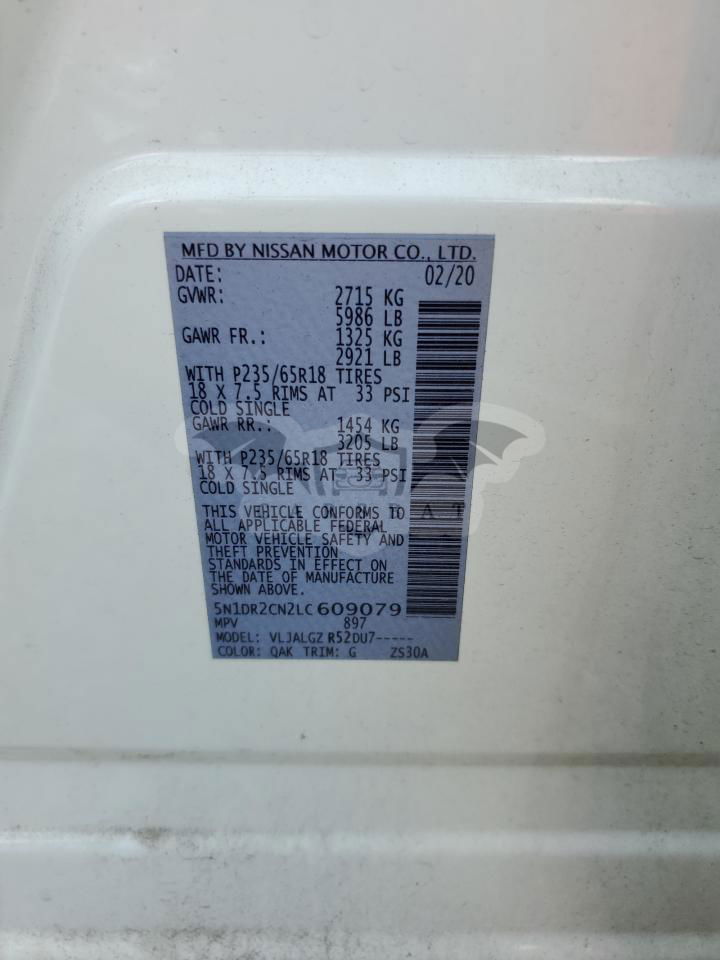 MFD BY NISSAN MOTOR CO., LTD.
DATE: 02/20
GVWR: 2715 KG
5986 LB
GAWR FR.: 1325 KG
2921 LB
WITH P235/65R18 TIRES
18 X 7.5 RIMS AT 33 PSI
COLD SINGLE
GAWR RR.: 1454 KG
3205 LB
WITH P235/65R18 TIRES
18 X 7.5 RIMS AT 33 PSI
COLD SINGLE
THIS VEHICLE CONFORMS TO
ALL APPLICABLE FEDERAL
MOTOR VEHICLE SAFETY AND
THEFT PREVENTION
STANDARDS IN EFFECT ON
THE DATE OF MANUFACTURE
SHOWN ABOVE.
5N1DR2CN2LC609079
MPV 897
MODEL: VLJALGZ R52DU7-----
COLOR: QAK TRIM: G ZS30A